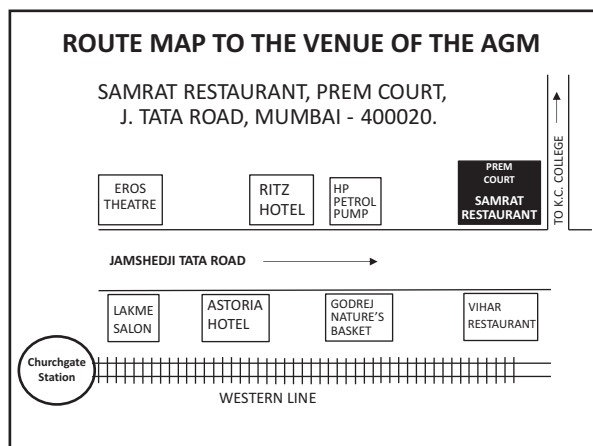 ROUTE MAP TO THE VENUE OF THE AGM
SAMRAT RESTAURANT, PREM COURT,
J. TATA ROAD, MUMBAI - 400020.
EROS
THEATRE
RITZ
HOTEL
HP
PETROL
PUMP
PREM
COURT
SAMRAT
RESTAURANT
TO K.C. COLLEGE
JAMSHEDJI TATA ROAD
LAKME
SALON
ASTORIA
HOTEL
GODREJ
NATURE'S
BASKET
VIHAR
RESTAURANT
Churchgate
Station
WESTERN LINE